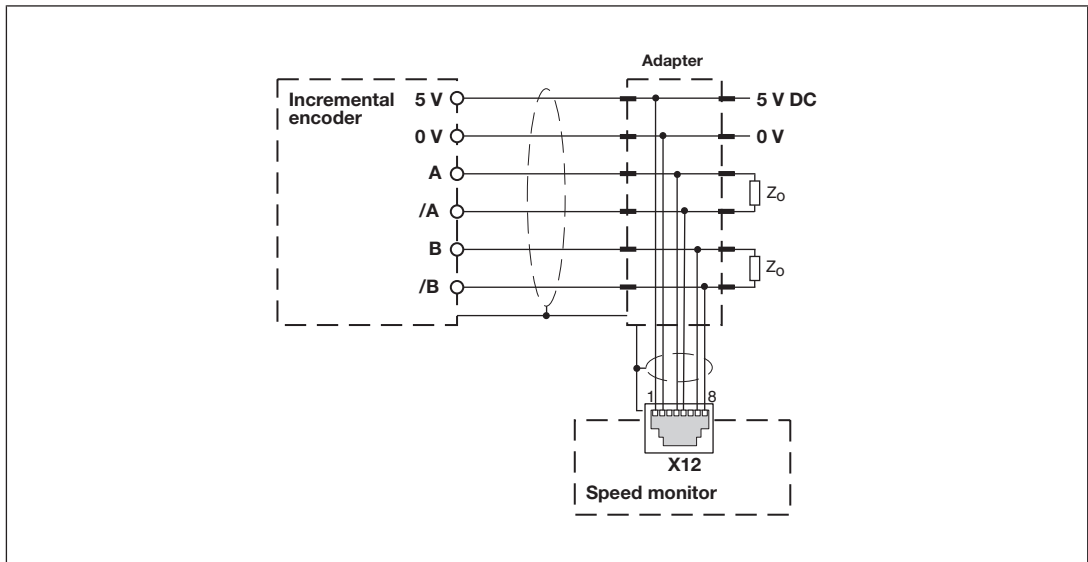 Adapter
Incremental
encoder
5 V
5 V DC
0 V
0 V
A
Zo
/A
B
Zo
/B
1
8
X12
Speed monitor